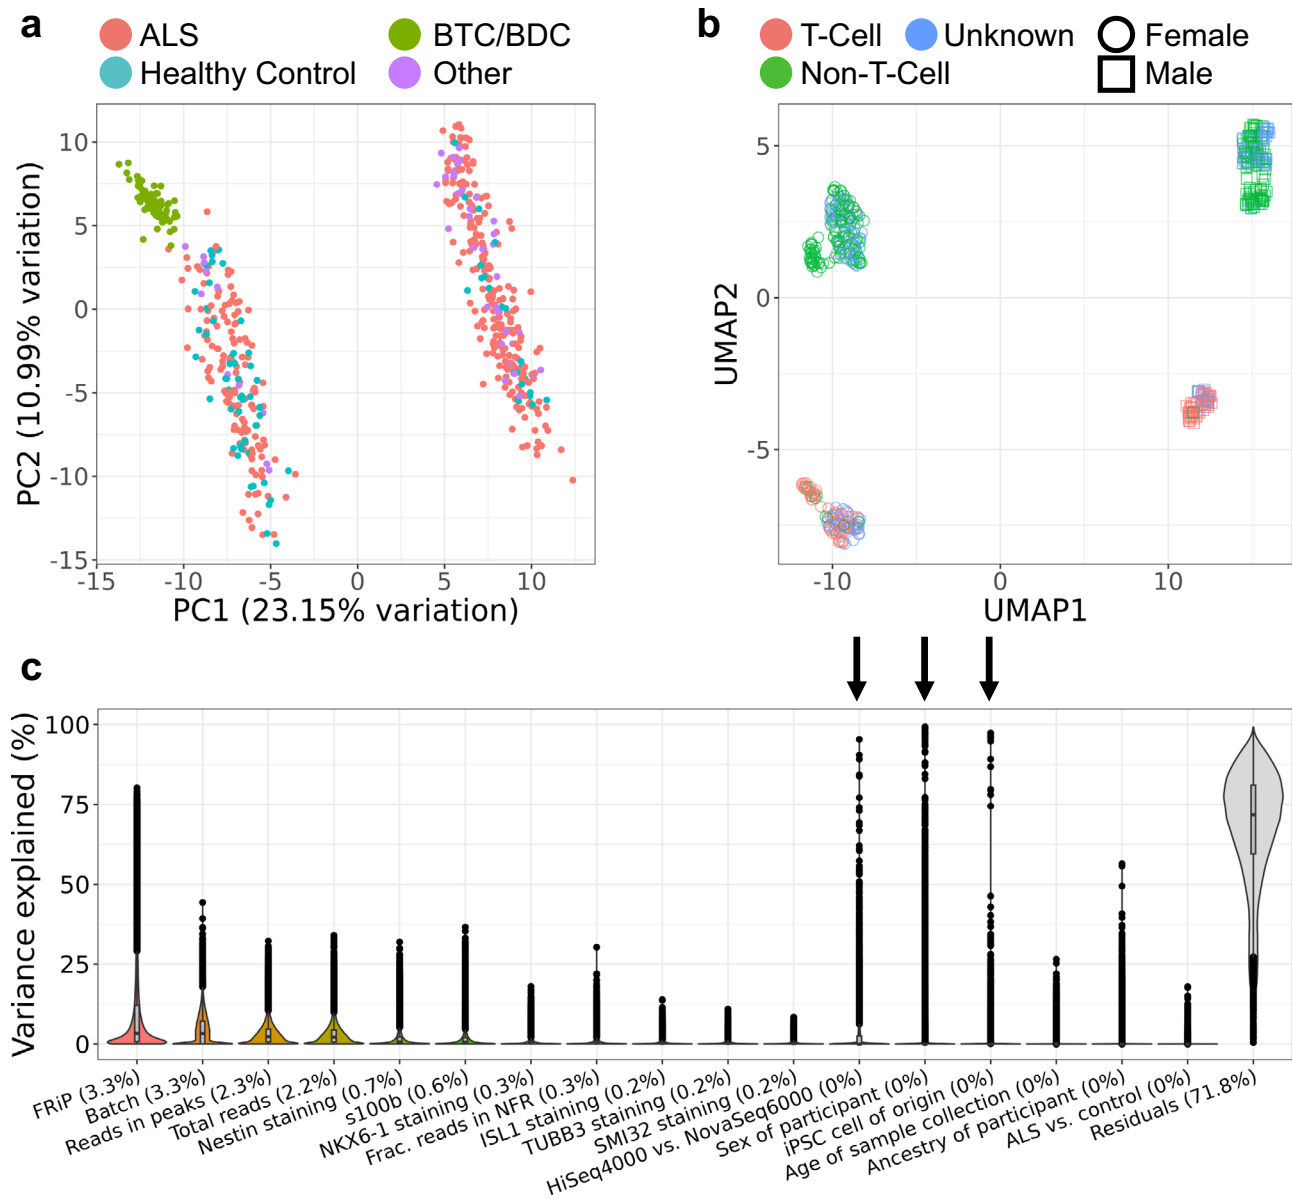 a
ALS
BTC/BDC
Healthy Control
Other
10
5
0
-5
-10
-15
PC2 (10.99% variation)
-15
-10
-5
0
5
10
PC1 (23.15% variation)
b
T-Cell
Unknown
Female
Non-T-Cell
Male
5
0
-5
UMAP2
-10
0
10
UMAP1
c
100
75
50
25
0
Variance explained (%)
FRiP (3.3%)
Batch (3.3%)
Reads in peaks (2.3%)
Total reads (2.2%)
Nestin staining (0.7%)
s100b (0.6%)
NKX6-1 staining (0.3%)
Frac. reads in NFR (0.3%)
ISL1 staining (0.2%)
TUBB3 staining (0.2%)
SMI32 staining (0.2%)
HiSeq4000 vs. NovaSeq6000 (0%)
Sex of participant (0%)
iPSC cell of origin (0%)
Age of sample collection (0%)
Ancestry of participant (0%)
ALS vs. control (0%)
Residuals (71.8%)